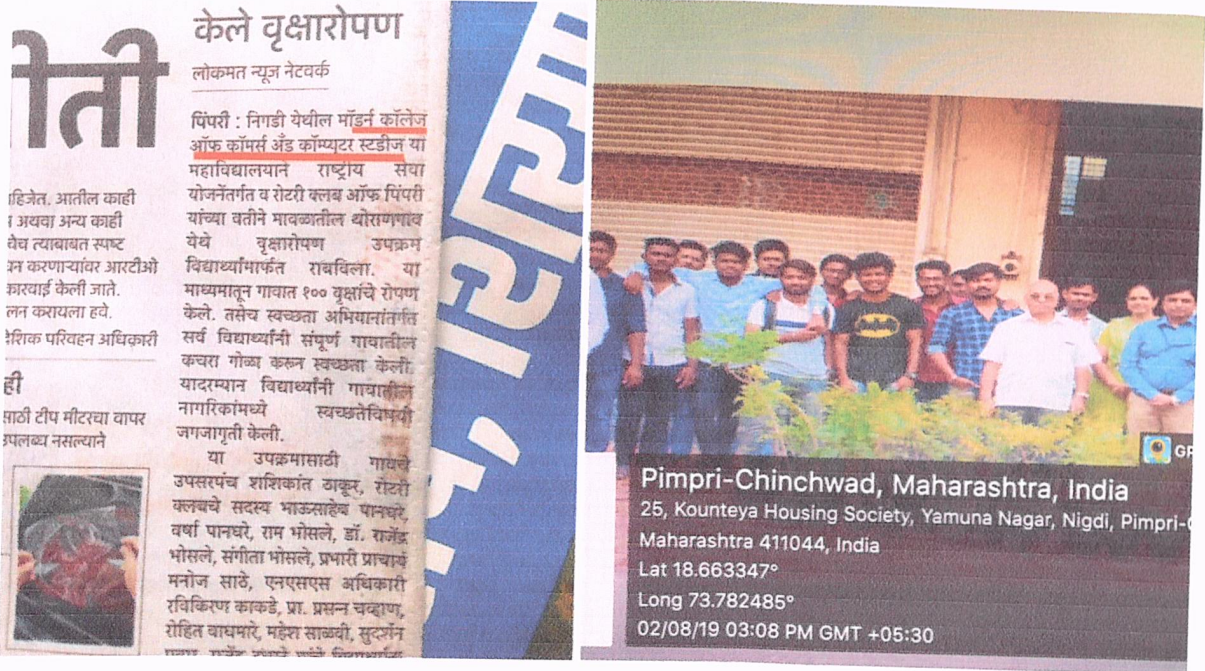 ीती
हिजेत. आतील काही
अथवा अन्य काही
चेच त्याबाबत स्पष्ट
न करणाऱ्यांवर आरटीओ
कारवाई केली जाते.
लन करायला हवे.
देशिक परिवहन अधिकारी
ही
साठी टीप मीटरचा वापर
उपलब्ध नसल्याने
केले वृक्षारोपण
लोकमत न्यूज नेटवर्क
पिंपरी : निगडी येथील मॉडर्न कॉलेज
ऑफ कॉमर्स अँड कॉम्प्युटर स्टडीज या
महाविद्यालयाने राष्ट्रीय सेवा
योजनेंतर्गत व रोटरी क्लब ऑफ पिंपरी
यांच्या वतीने मावळातील थोराणगाव
येथे वृक्षारोपण उपक्रम
विद्यार्थ्यांमार्फत राबविला. या
माध्यमातून गावात १०० वृक्षांचे रोपण
केले. तसेच स्वच्छता अभियानांतर्गत
सर्व विद्यार्थ्यांनी संपूर्ण गावातील
कचरा गोळा करून स्वच्छता केली.
यादरम्यान विद्यार्थ्यांनी गावातील
नागरिकांमध्ये स्वच्छतेविषयी
जगजागृती केली.
या उपक्रमासाठी गावचे
उपसरपंच शशिकांत ठाकूर, रोटरी
क्लबचे सदस्य भाऊसाहेब पानघरे,
वर्षा पानघरे, राम भोसले, डॉ. राजेंद्र
भोसले, संगीता भोसले, प्रभारी प्राचार्य
मनोज साठे, एनएसएस अधिकारी
रविकिरण काकडे, प्रा. प्रसन्न चव्हाण,
रोहित वाघमारे, महेश साळवी, सुदर्शन
Pimpri-Chinchwad, Maharashtra, India
25, Kounteya Housing Society, Yamuna Nagar, Nigdi, Pimpri-
Maharashtra 411044, India
Lat 18.663347°
Long 73.782485°
02/08/19 03:08 PM GMT +05:30